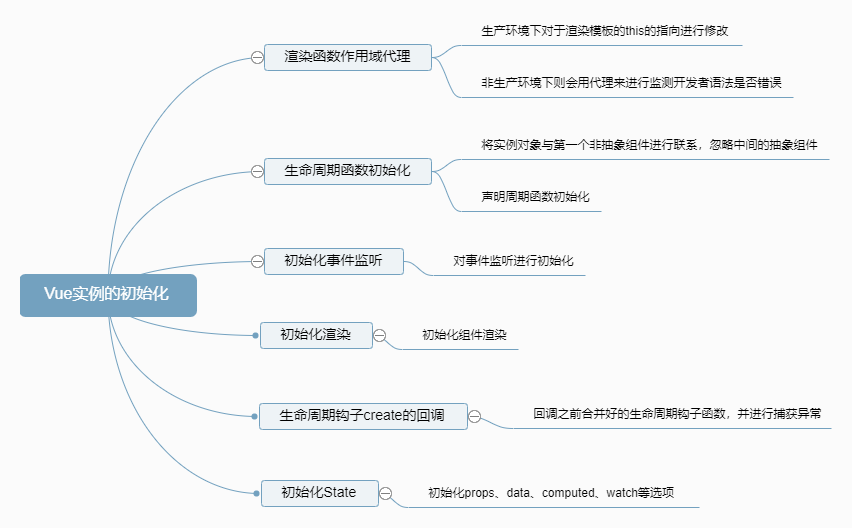 Vue实例的初始化
渲染函数作用域代理
生产环境下对于渲染模板的this的指向进行修改
非生产环境下则会用代理来进行监测开发者语法是否错误
生命周期函数初始化
将实例对象与第一个非抽象组件进行联系，忽略中间的抽象组件
声明周期函数初始化
初始化事件监听
对事件监听进行初始化
初始化渲染
初始化组件渲染
生命周期钩子create的回调
回调之前合并好的生命周期钩子函数，并进行捕获异常
初始化State
初始化props、data、computed、watch等选项